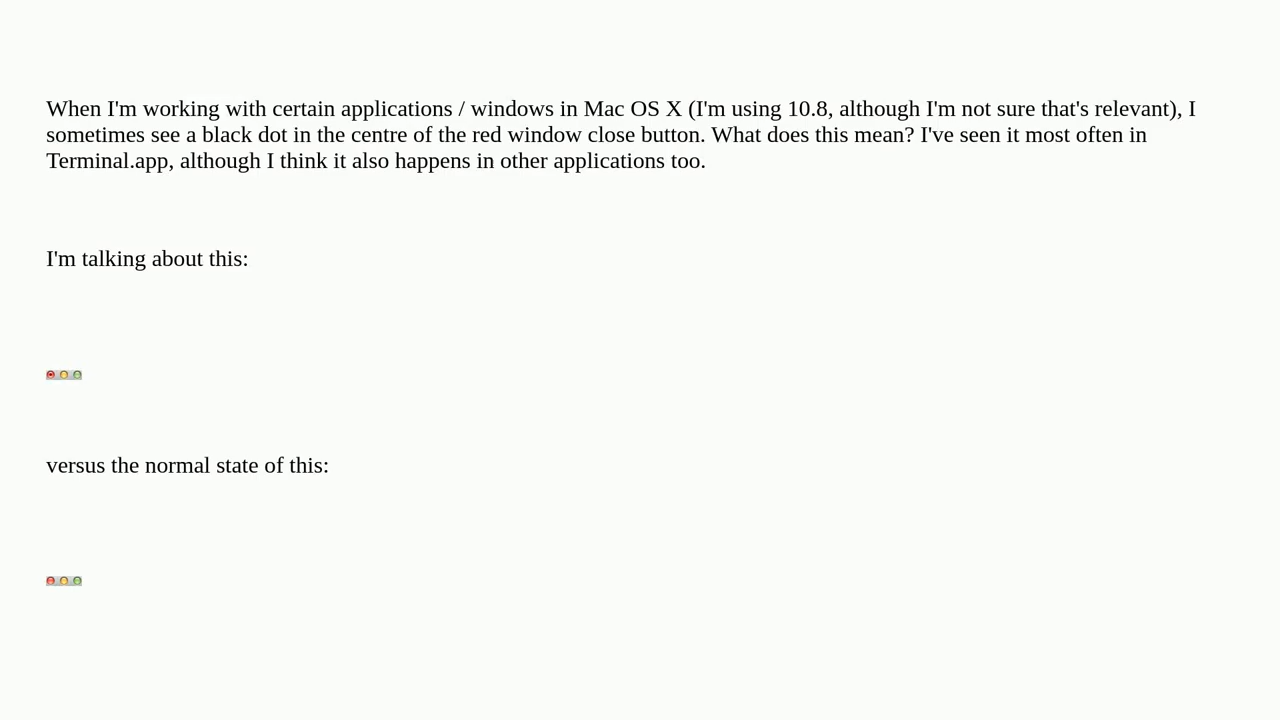 When I'm working with certain applications / windows in Mac OS X (I'm using 10.8, although I'm not sure that's relevant), I
sometimes see a black dot in the centre of the red window close button. What does this mean? I've seen it most often in
Terminal.app, although I think it also happens in other applications too.
I'm talking about this:
versus the normal state of this: